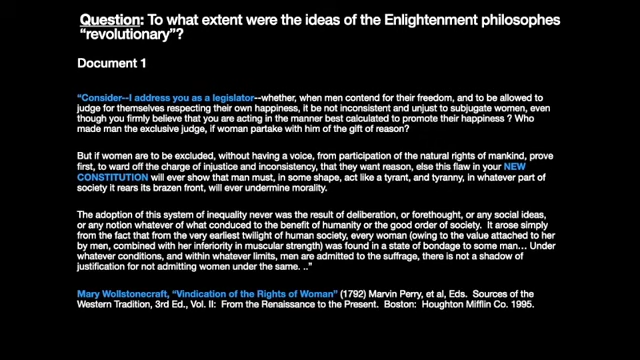 Question: To what extent were the ideas of the Enlightenment philosophes
“revolutionary”?
Document 1
“Consider--I address you as a legislator--whether, when men contend for their freedom, and to be allowed to
judge for themselves respecting their own happiness, it be not inconsistent and unjust to subjugate women, even
though you firmly believe that you are acting in the manner best calculated to promote their happiness ? Who
made man the exclusive judge, if woman partake with him of the gift of reason?
But if women are to be excluded, without having a voice, from participation of the natural rights of mankind, prove
first, to ward off the charge of injustice and inconsistency, that they want reason, else this flaw in your NEW
CONSTITUTION will ever show that man must, in some shape, act like a tyrant, and tyranny, in whatever part of
society it rears its brazen front, will ever undermine morality.
The adoption of this system of inequality never was the result of deliberation, or forethought, or any social ideas,
or any notion whatever of what conduced to the benefit of humanity or the good order of society. It arose simply
from the fact that from the very earliest twilight of human society, every woman (owing to the value attached to her
by men, combined with her inferiority in muscular strength) was found in a state of bondage to some man… Under
whatever conditions, and within whatever limits, men are admitted to the suffrage, there is not a shadow of
justification for not admitting women under the same. ..”
Mary Wollstonecraft, “Vindication of the Rights of Woman” (1792) Marvin Perry, et al, Eds. Sources of the
Western Tradition, 3rd Ed., Vol. II: From the Renaissance to the Present. Boston: Houghton Mifflin Co. 1995.